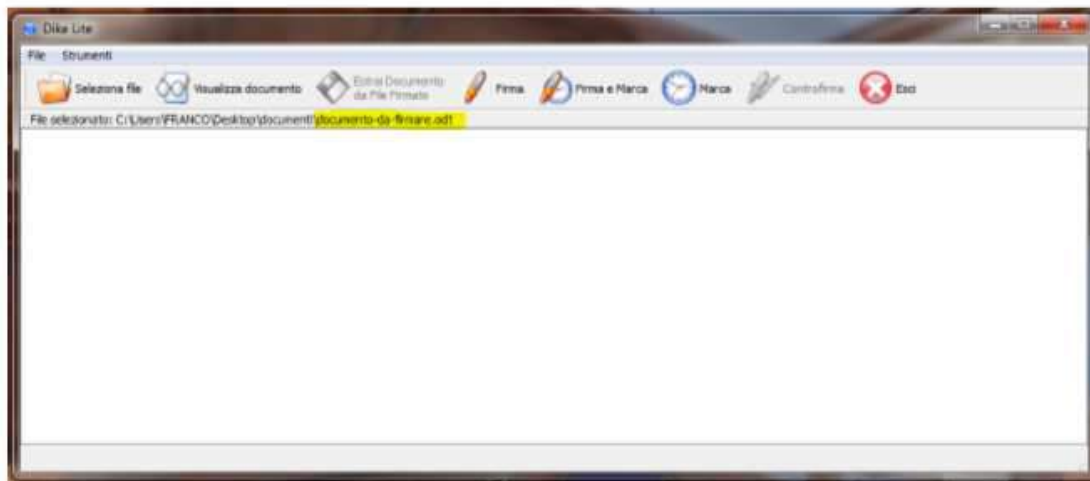 Dike Lite
File Strumenti
Seleziona file Visualizza documento Estrai Documento da File Firmato Firma Firma e Marca Marca Controfirma Esci
File selezionato: C:\Users\FRANCO\Desktop\documenti\documento-da-firmare.odt